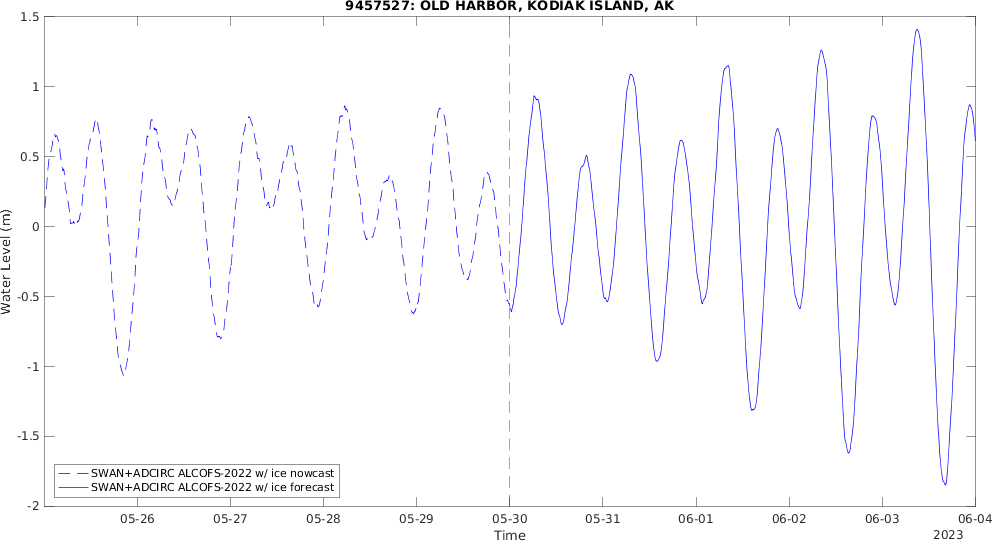 9457527: OLD HARBOR, KODIAK ISLAND, AK
1.5
1
0.5
0
-0.5
-1
-1.5
-2
Water Level (m)
SWAN+ADCIRC ALCOFS-2022 w/ ice nowcast
SWAN+ADCIRC ALCOFS-2022 w/ ice forecast
05-26 05-27 05-28 05-29 05-30 05-31 06-01 06-02 06-03 06-04
Time
2023